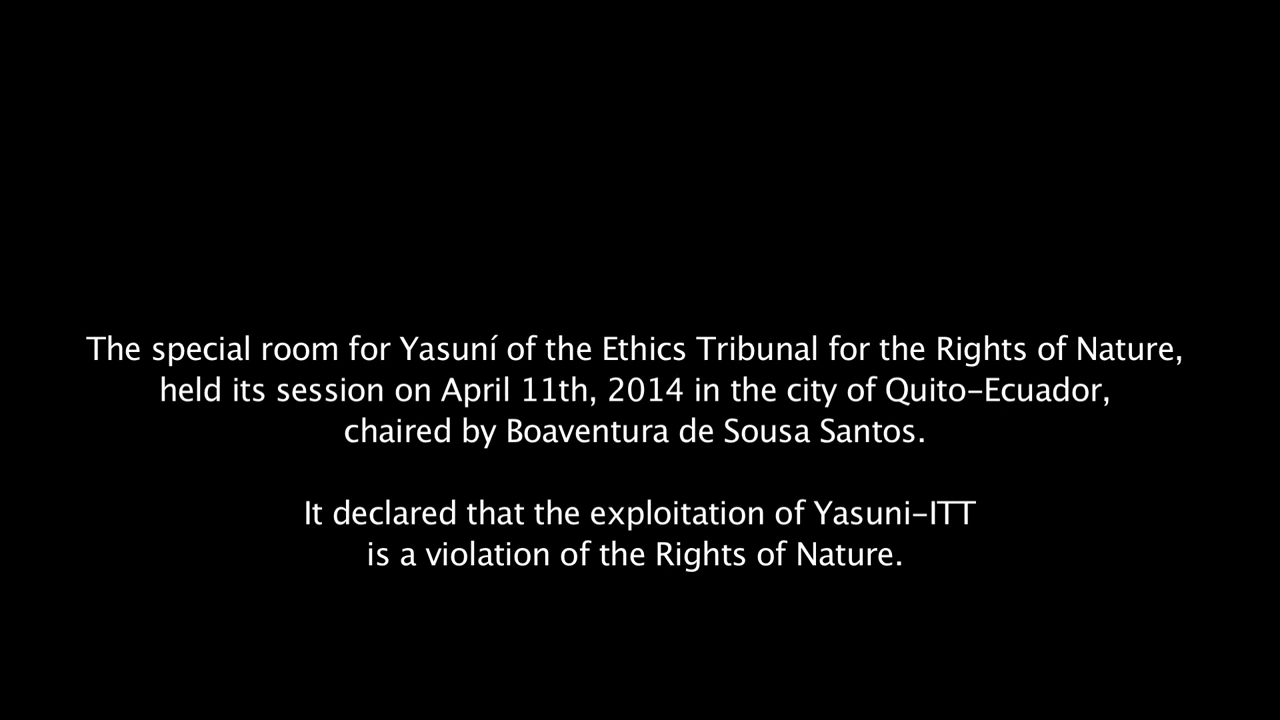 The special room for Yasuní of the Ethics Tribunal for the Rights of Nature,
held its session on April 11th, 2014 in the city of Quito-Ecuador,
chaired by Boaventura de Sousa Santos.
It declared that the exploitation of Yasuni-ITT
is a violation of the Rights of Nature.